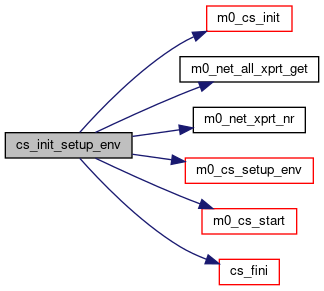 m0_cs_init
m0_net_all_xprt_get
m0_net_xprt_nr
cs_init_setup_env
m0_cs_setup_env
m0_cs_start
cs_fini